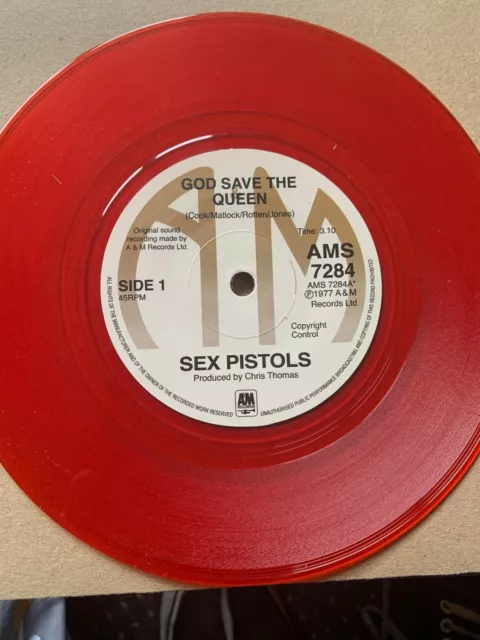 GOD SAVE THE
QUEEN
(Cook/Matlock/Rotten/Jones)
Original sound
recording made by
A & M Records Ltd.
Time: 3.10
AMS
7284
AMS 7284A*
Ⓟ1977 A & M
Records Ltd
SIDE 1
45RPM
Copyright
Control
SEX PISTOLS
Produced by Chris Thomas
AM
RECORDS
ALL RIGHTS OF THE MANUFACTURER AND OF THE OWNER OF THE RECORDED WORK RESERVED
UNAUTHORISED PUBLIC PERFORMANCE BROADCASTING AND COPYING OF THIS RECORD PROHIBITED